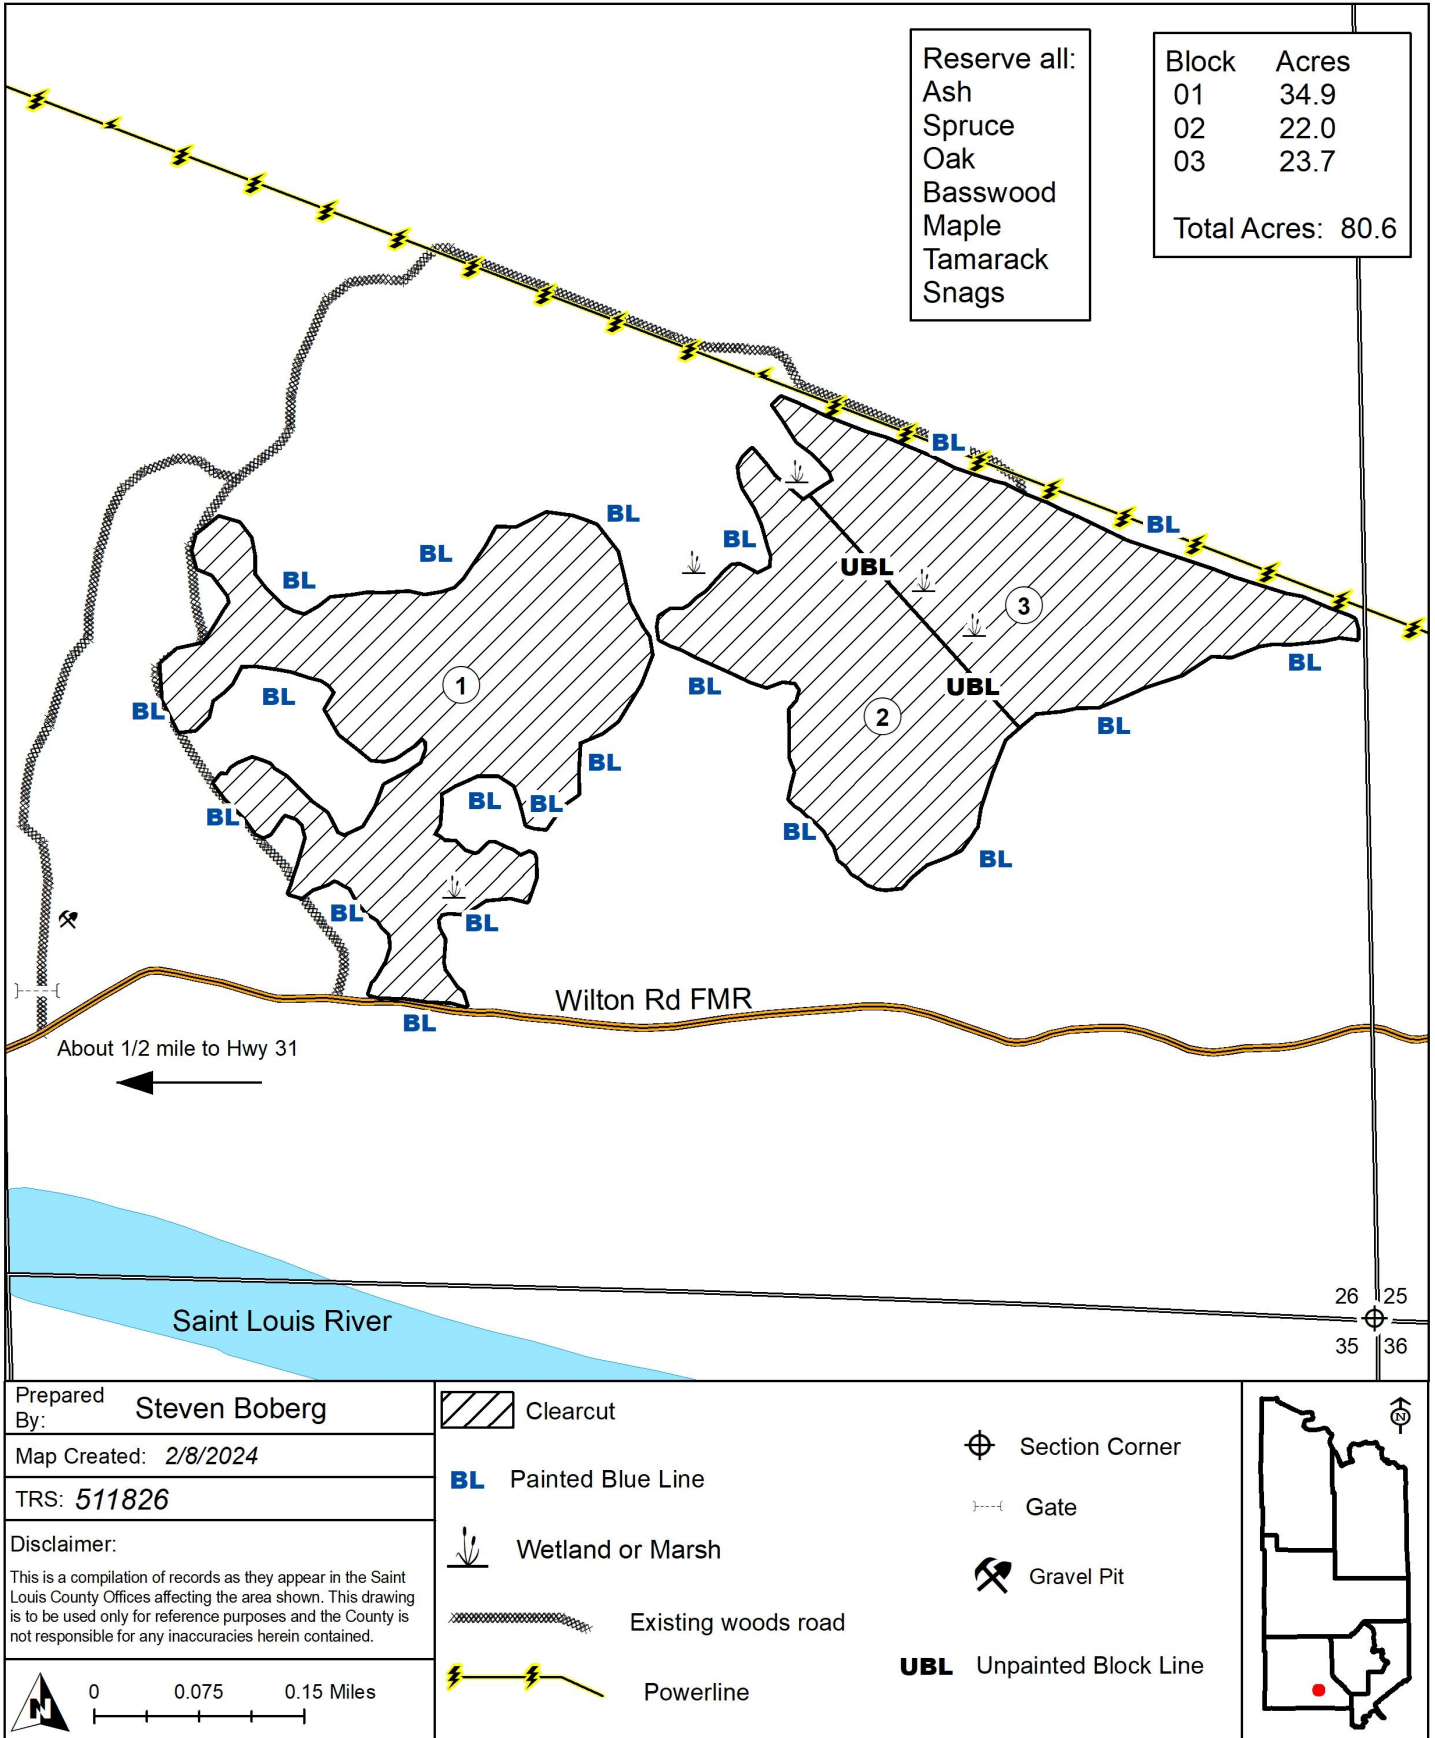 Reserve all:
Ash
Spruce
Oak
Basswood
Maple
Tamarack
Snags
Block Acres
01 34.9
02 22.0
03 23.7
Total Acres: 80.6
BL
BL
BL
BL
BL
BL
UBL
3
BL
BL
1
BL
BL
UBL
2
BL
BL
BL
BL
BL
BL
BL
BL
BL
BL
BL
Wilton Rd FMR
BL
About 1/2 mile to Hwy 31
26 25
35 36
Saint Louis River
Prepared By: Steven Boberg
Map Created: 2/8/2024
TRS: 511826
Disclaimer:
This is a compilation of records as they appear in the Saint
Louis County Offices affecting the area shown. This drawing
is to be used only for reference purposes and the County is
not responsible for any inaccuracies herein contained.
N
0 0.075 0.15 Miles
Clearcut
BL Painted Blue Line
Wetland or Marsh
Existing woods road
Powerline
Section Corner
Gate
Gravel Pit
UBL Unpainted Block Line
N